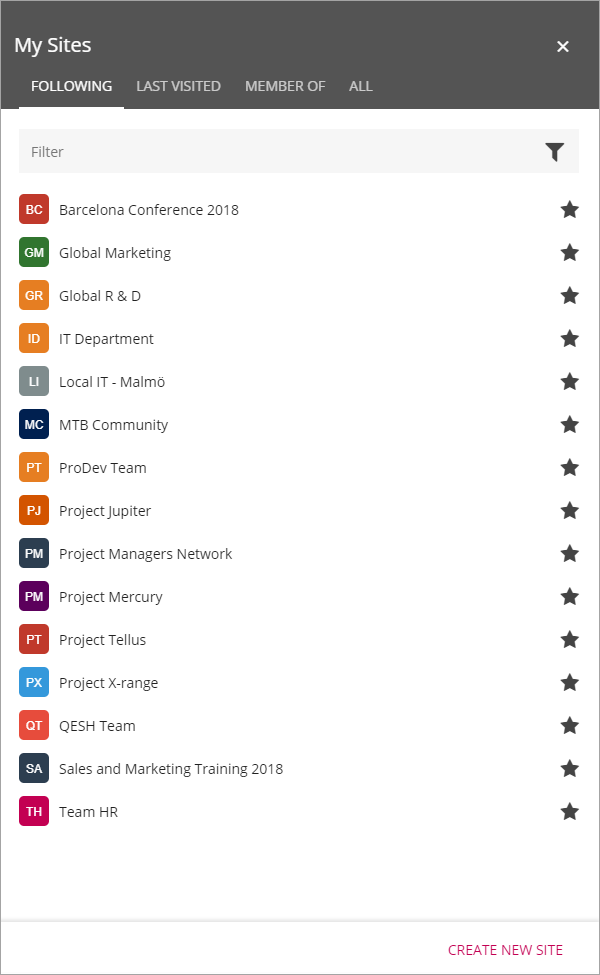 My Sites
FOLLOWING LAST VISITED MEMBER OF ALL
Filter
BC Barcelona Conference 2018
GM Global Marketing
GR Global R & D
ID IT Department
LI Local IT - Malmö
MC MTB Community
PT ProDev Team
PJ Project Jupiter
PM Project Managers Network
PM Project Mercury
PT Project Tellus
PX Project X-range
QT QESH Team
SA Sales and Marketing Training 2018
TH Team HR
CREATE NEW SITE